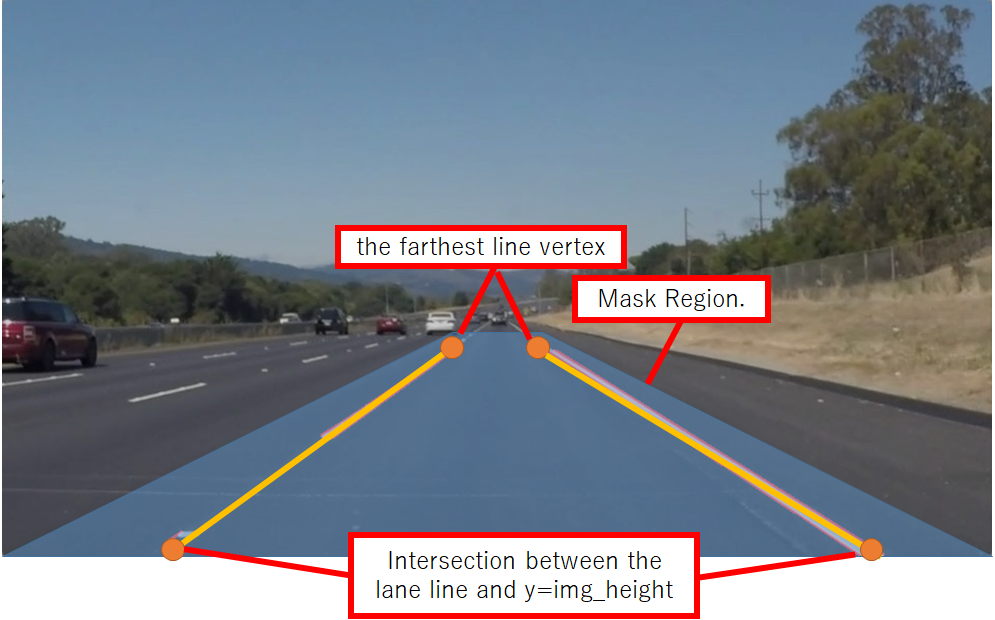 the farthest line vertex
Mask Region.
Intersection between the
lane line and y=img_height